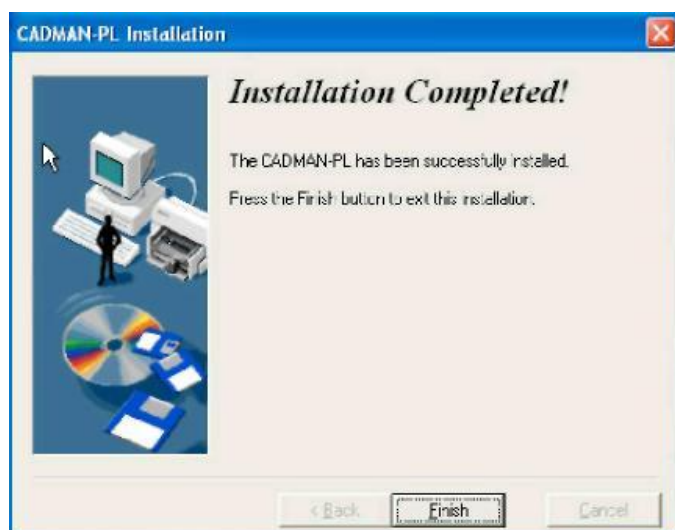 CADMAN-PL Installation
Installation Completed!
The CADMAN-PL has been successfully installed.
Press the Finish button to exit this installation.
< Back
Finish
Cancel